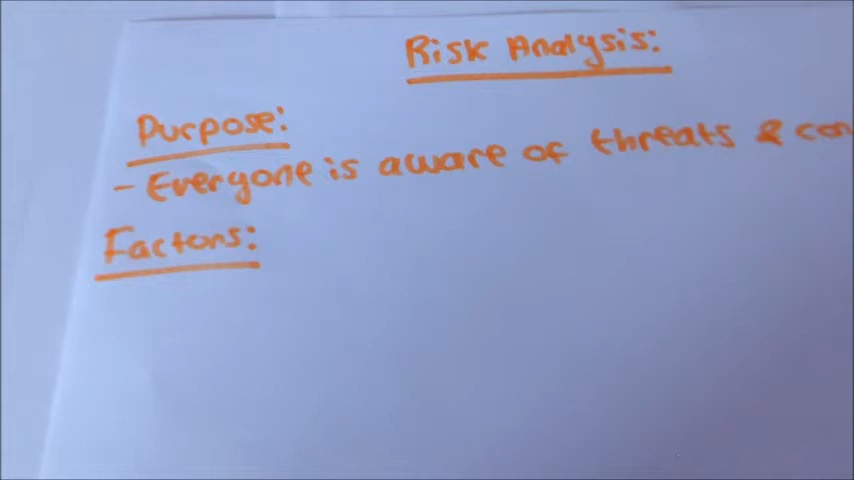 Risk Analysis:
Purpose:
- Everyone is aware of threats &
Factors: